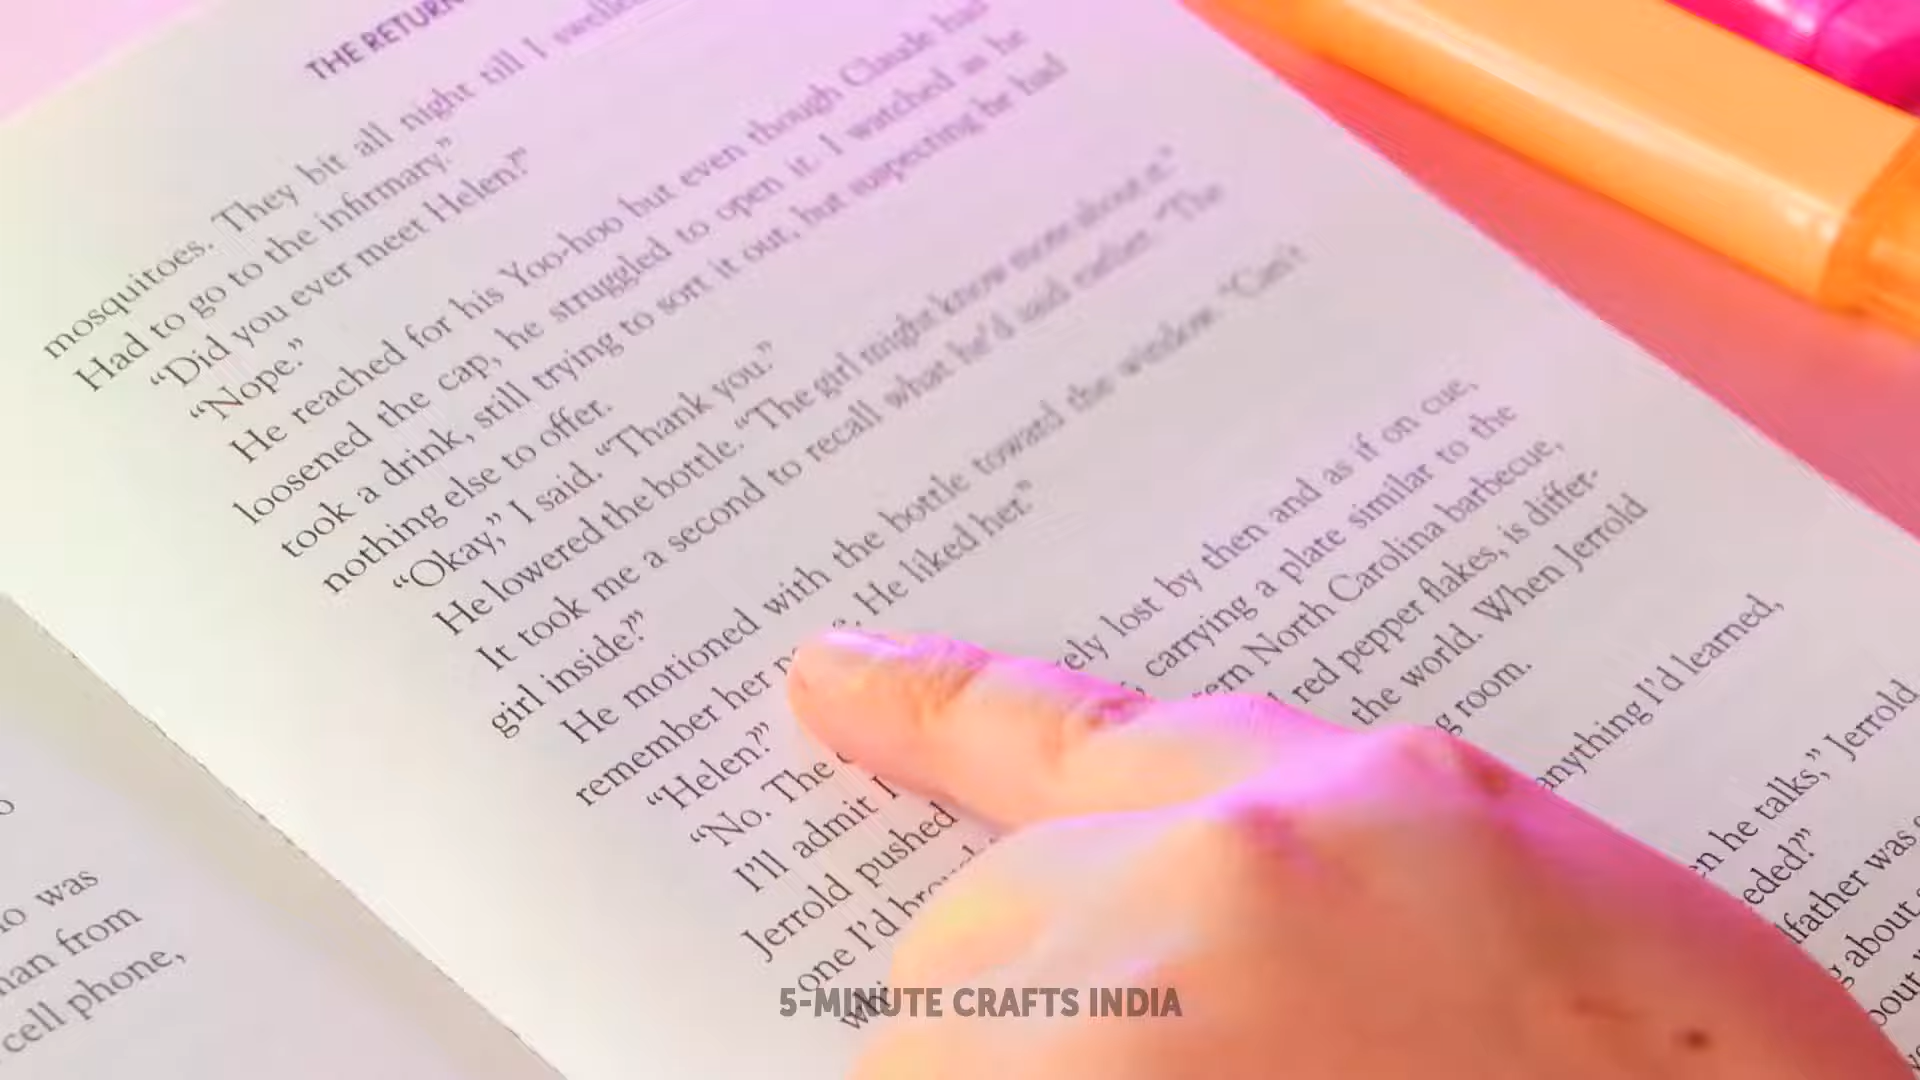 THE RETURN
mosquitoes. They bit all night till I
Had to go to the infirmary.”
“Did you ever meet Helen?”
“Nope.”
He reached for his Yoo-hoo but even though Claude had
loosened the cap, he struggled to open it. I watched as he
took a drink, still trying to sort it out, but suspecting he had
nothing else to offer.
“Okay,” I said. “Thank you.”
He lowered the bottle. “The girl might know more about it.”
It took me a second to recall what he’d said earlier. “The
girl inside?”
He motioned with the bottle toward the window. “Can’t
remember her He liked her.”
“Helen?”
“No. The
I’ll admit I ely lost by then and as if on cue,
Jerrold pushed carrying a plate similar to the
one I’d ern North Carolina barbecue,
red pepper flakes, is differ-
the world. When Jerrold
g room.
anything I’d learned,
en he talks,” Jerrold
eded?”
father was
about
was
man from
cell phone,
5-MINUTE CRAFTS INDIA